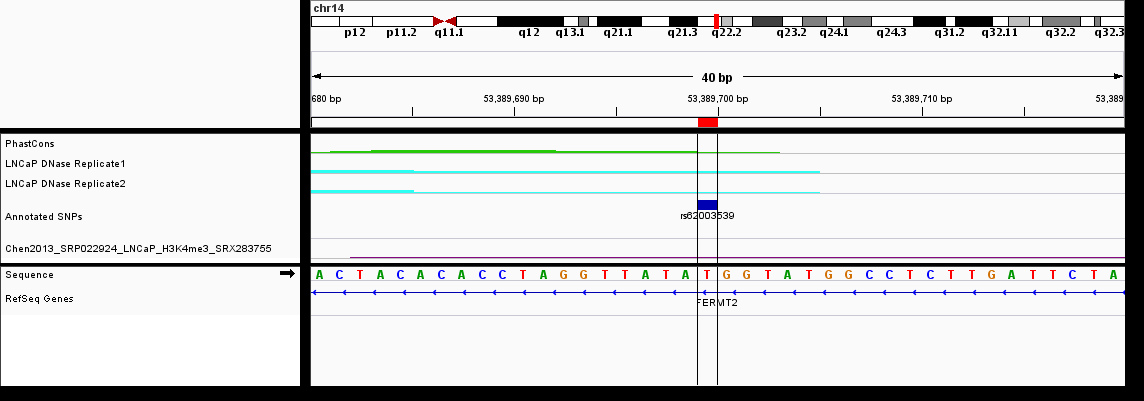 chr14
p12 p11.2 q11.1 q12 q13.1 q21.1 q21.3 q22.2 q23.2 q24.1 q24.3 q31.2 q32.11 q32.2 q32.3
40 bp
680 bp 53,389,690 bp 53,389,700 bp 53,389,710 bp 53,389
PhastCons
LNCaP DNase Replicate1
LNCaP DNase Replicate2
Annotated SNPs
rs62003539
Chen2013_SRP022924_LNCaP_H3K4me3_SRX283755
Sequence A C T A C A C A C C T A G G T T A T A T G G T A T G G C C T C T T G A T T C T A
RefSeq Genes
FERMT2